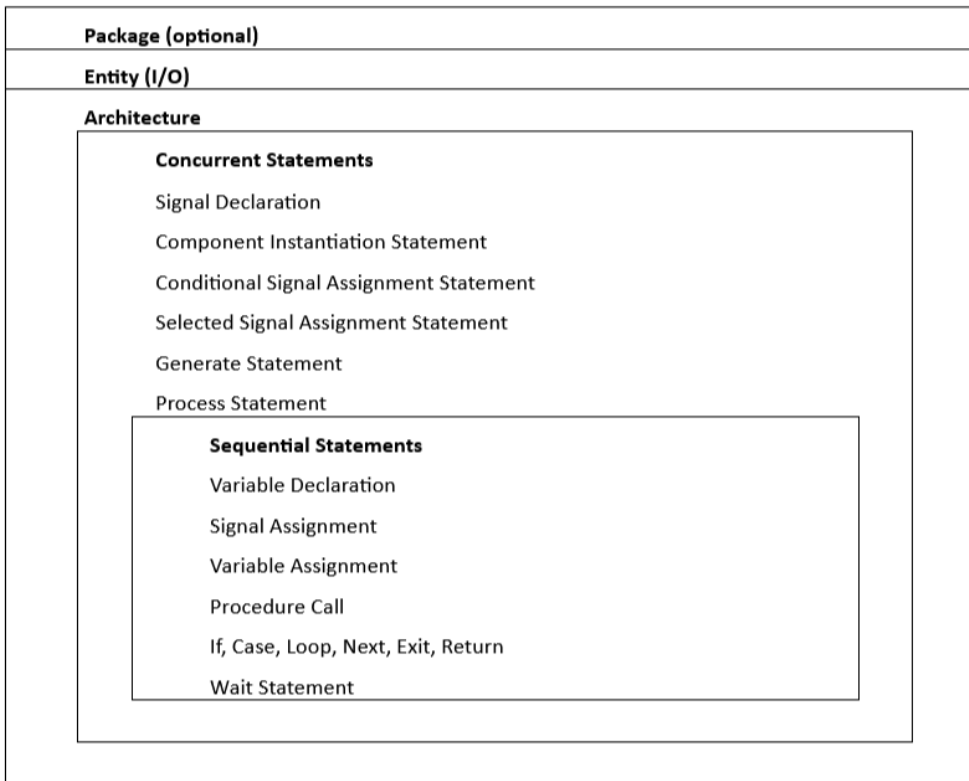 Package (optional)
Entity (I/O)
Architecture
Concurrent Statements
Signal Declaration
Component Instantiation Statement
Conditional Signal Assignment Statement
Selected Signal Assignment Statement
Generate Statement
Process Statement
Sequential Statements
Variable Declaration
Signal Assignment
Variable Assignment
Procedure Call
If, Case, Loop, Next, Exit, Return
Wait Statement